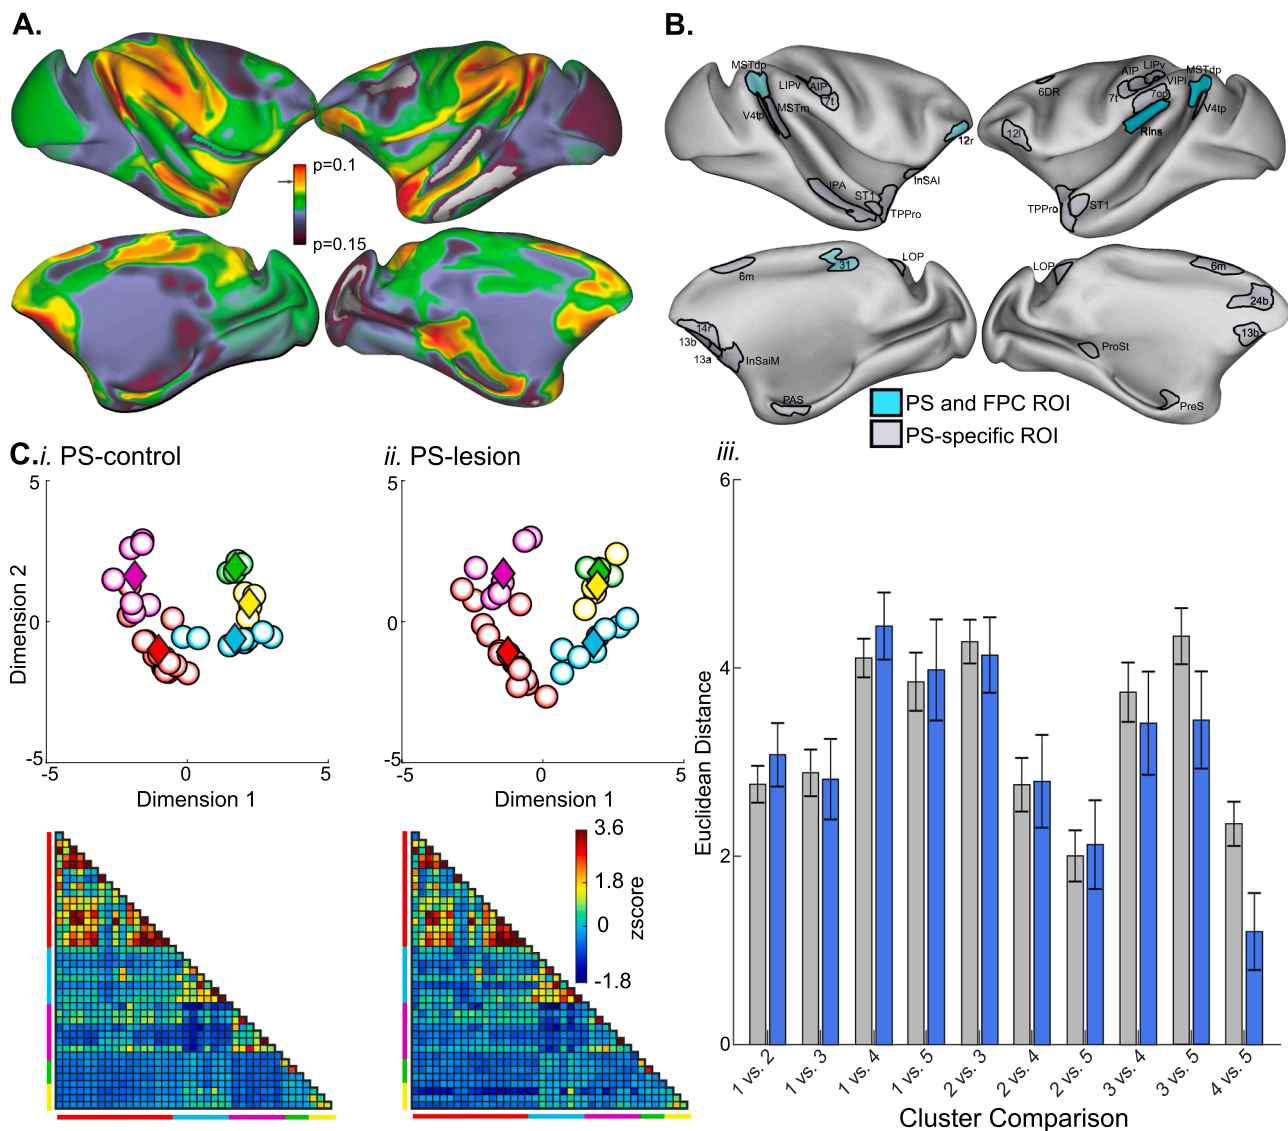 A.
p=0.1
p=0.15
B.
MSTdp
LIPv
AIP
7t
MSTm
V4tp
12r
InSAI
IPA
ST1
TPPro
6DR
AIP
LIPv
VIPl
MSTdp
7t
7op
V4tp
RIns
12l
TPPro
ST1
6m
31
LOP
14r
13b
13a
InSaiM
PAS
LOP
6m
24b
13b
ProSt
PreS
PS and FPC ROI
PS-specific ROI
C.i. PS-control
5
0
-5
-5
0
5
Dimension 2
Dimension 1
ii. PS-lesion
5
0
-5
-5
0
5
Dimension 1
3.6
1.8
0
-1.8
zscore
iii.
6
4
2
0
Euclidean Distance
1 vs. 2
1 vs. 3
1 vs. 4
1 vs. 5
2 vs. 3
2 vs. 4
2 vs. 5
3 vs. 4
3 vs. 5
4 vs. 5
Cluster Comparison